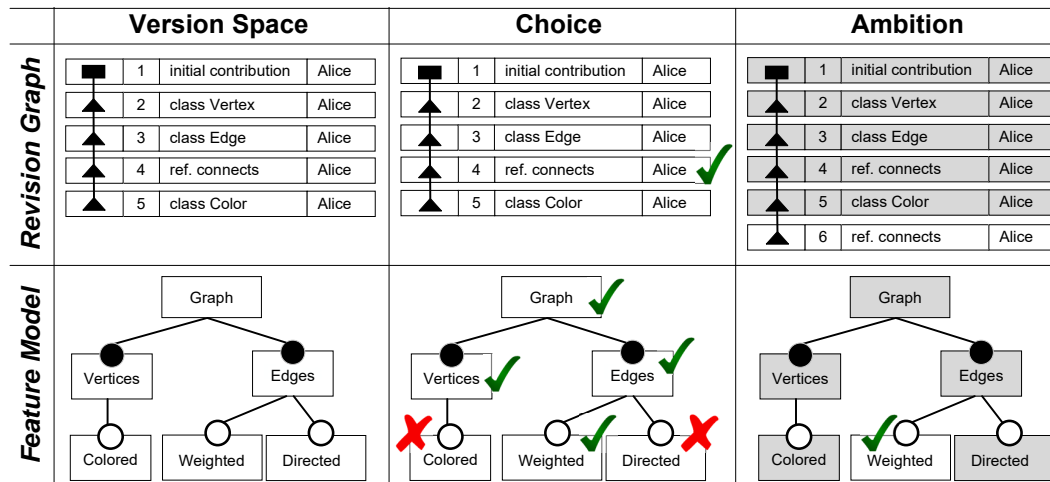 Version Space Choice Ambition
Revision Graph
1 initial contribution Alice
2 class Vertex Alice
3 class Edge Alice
4 ref. connects Alice
5 class Color Alice
1 initial contribution Alice
2 class Vertex Alice
3 class Edge Alice
4 ref. connects Alice
5 class Color Alice
1 initial contribution Alice
2 class Vertex Alice
3 class Edge Alice
4 ref. connects Alice
5 class Color Alice
6 ref. connects Alice
Feature Model
Graph
Vertices Edges
Colored Weighted Directed
Graph
Vertices Edges
Colored Weighted Directed
Graph
Vertices Edges
Colored Weighted Directed